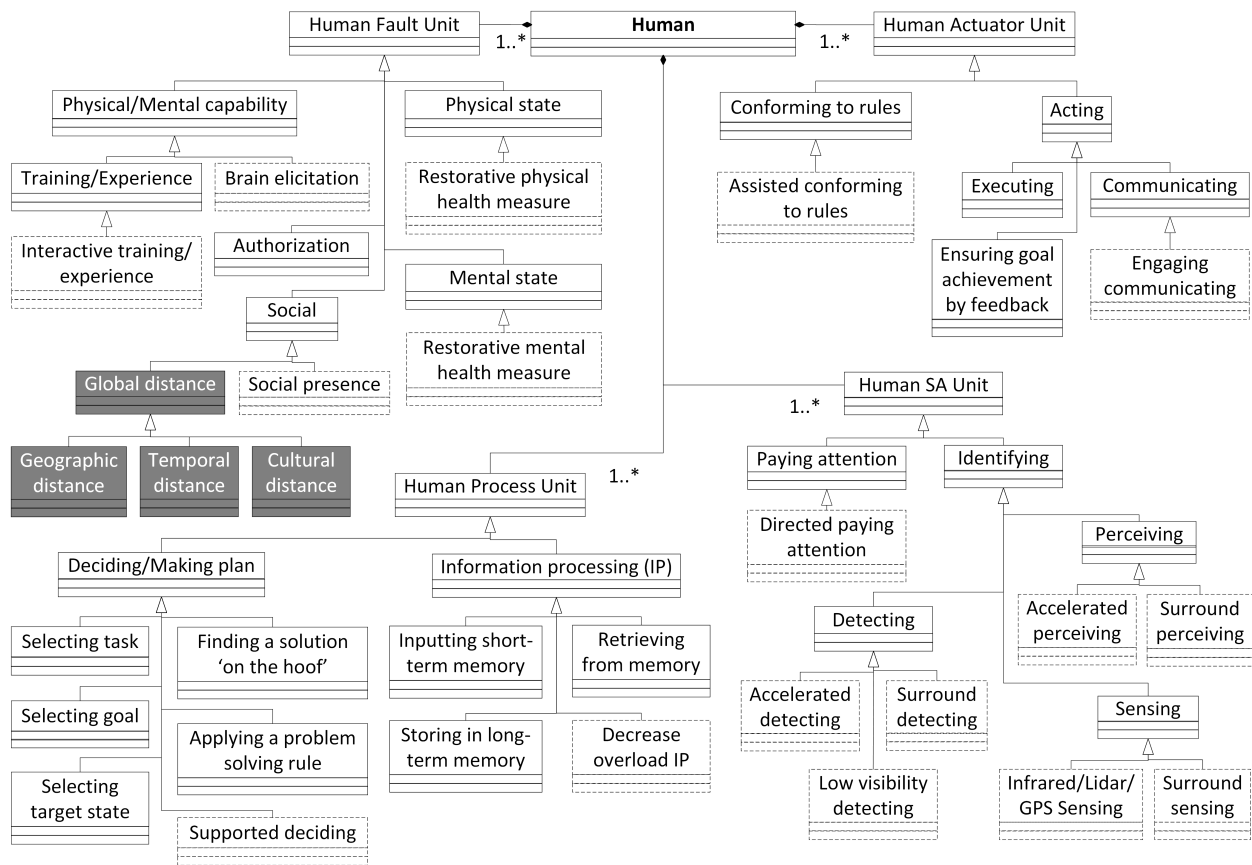 Human Fault Unit
1..*
Human
1..*
Human Actuator Unit
Physical/Mental capability
Physical state
Conforming to rules
Acting
Training/Experience
Brain elicitation
Restorative physical
health measure
Assisted conforming
to rules
Executing
Communicating
Interactive training/
experience
Authorization
Mental state
Ensuring goal
achievement
by feedback
Engaging
communicating
Social
Restorative mental
health measure
Global distance
Social presence
Human SA Unit
1..*
Geographic
distance
Temporal
distance
Cultural
distance
Human Process Unit
1..*
Paying attention
Identifying
Directed paying
attention
Perceiving
Deciding/Making plan
Information processing (IP)
Accelerated
perceiving
Surround
perceiving
Detecting
Selecting task
Finding a solution
‘on the hoof’
Inputting short-
term memory
Retrieving
from memory
Accelerated
detecting
Surround
detecting
Sensing
Selecting goal
Applying a problem
solving rule
Storing in long-
term memory
Decrease
overload IP
Low visibility
detecting
Infrared/Lidar/
GPS Sensing
Surround
sensing
Selecting
target state
Supported deciding